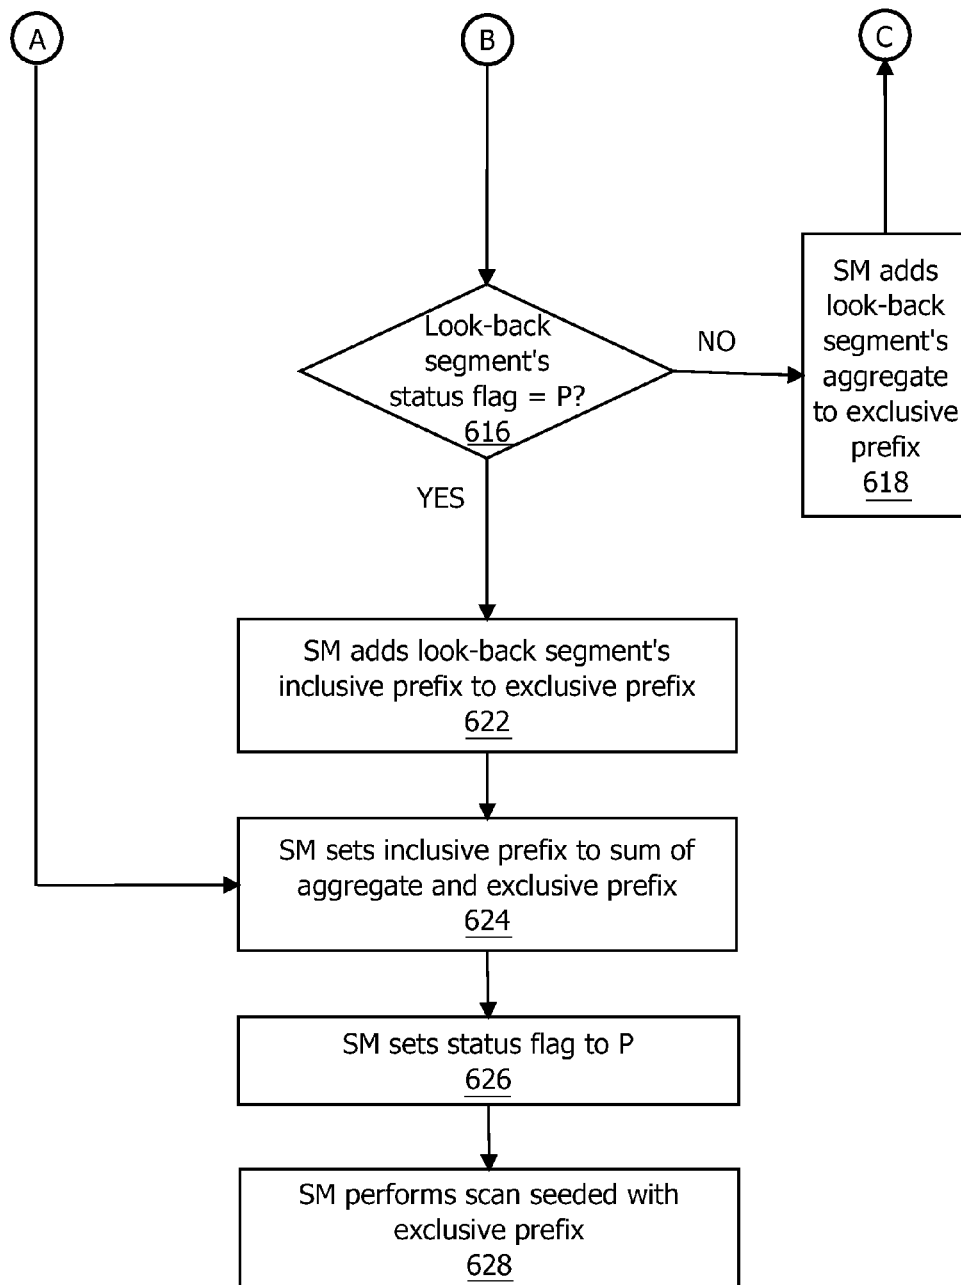 A
B
C
Look-back
segment's
status flag = P?
616
NO
YES
SM adds
look-back
segment's
aggregate
to exclusive
prefix
618
SM adds look-back segment's
inclusive prefix to exclusive prefix
622
SM sets inclusive prefix to sum of
aggregate and exclusive prefix
624
SM sets status flag to P
626
SM performs scan seeded with
exclusive prefix
628